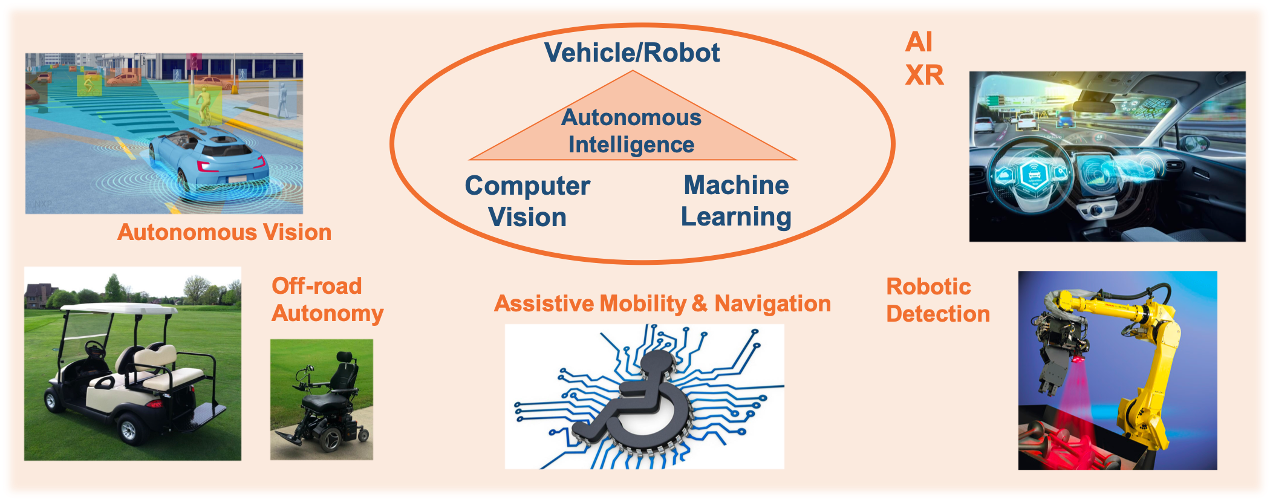 Vehicle/Robot
Autonomous
Intelligence
Computer
Vision
Machine
Learning
AI
XR
Autonomous Vision
Off-road
Autonomy
Assistive Mobility & Navigation
Robotic
Detection